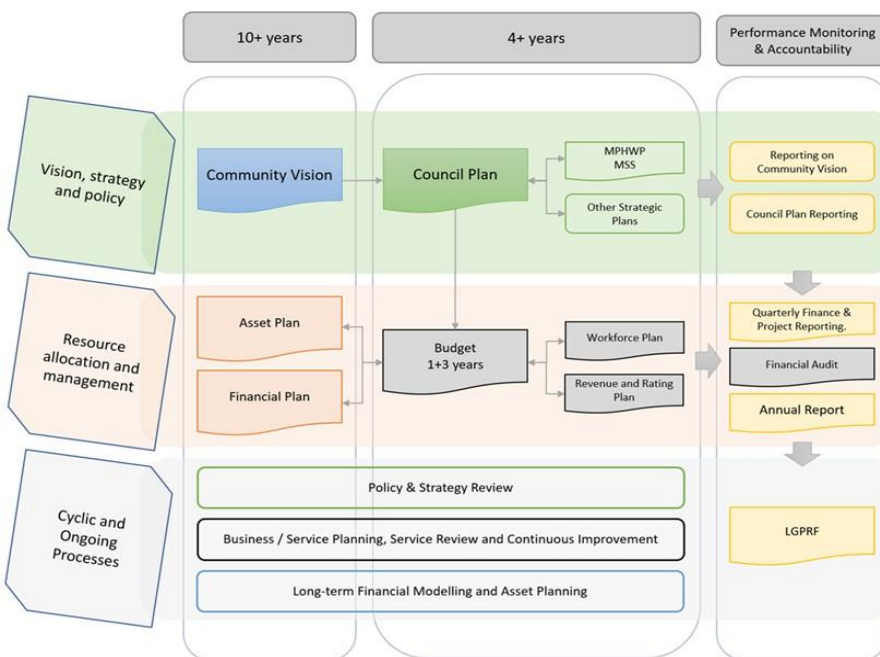 10+ years
4+ years
Performance Monitoring
& Accountability
Vision, strategy
and policy
Community Vision
Council Plan
MPHWP
MSS
Other Strategic
Plans
Reporting on
Community Vision
Council Plan Reporting
Resource
allocation and
management
Asset Plan
Financial Plan
Budget
1+3 years
Workforce Plan
Revenue and Rating
Plan
Quarterly Finance &
Project Reporting.
Financial Audit
Annual Report
Cyclic and
Ongoing
Processes
Policy & Strategy Review
Business / Service Planning, Service Review and Continuous Improvement
Long-term Financial Modelling and Asset Planning
LGPRF